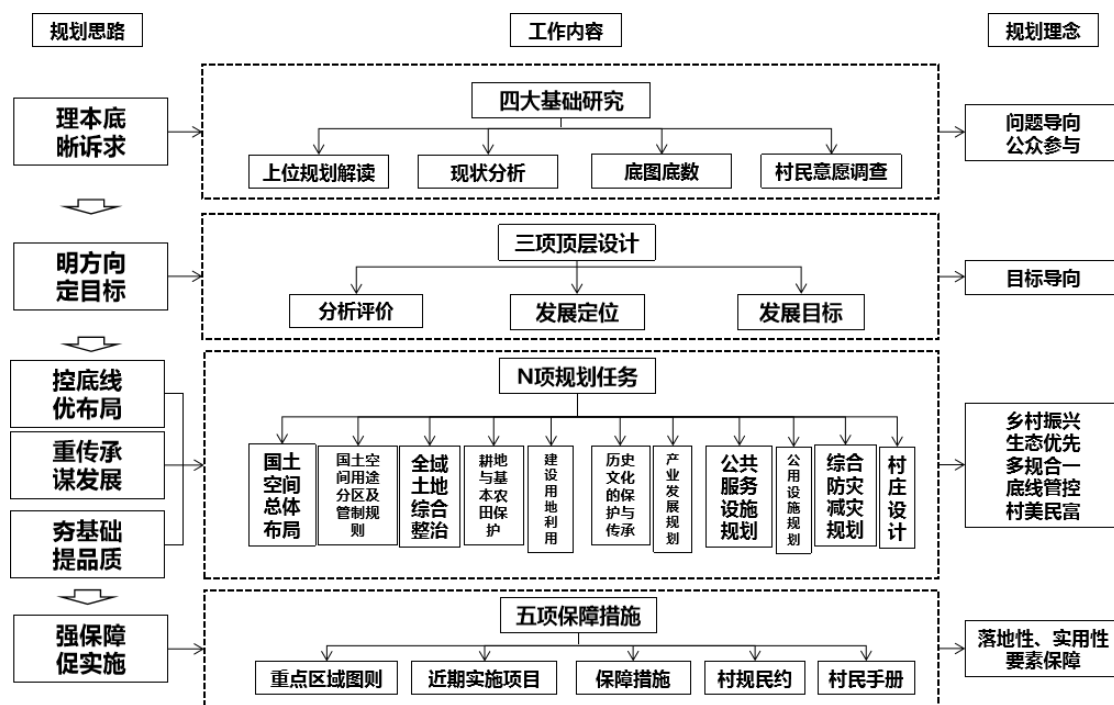 规划思路
工作内容
规划理念
理本底
晰诉求
四大基础研究
上位规划解读
现状分析
底图底数
村民意愿调查
问题导向
公众参与
明方向
定目标
三项顶层设计
分析评价
发展定位
发展目标
目标导向
控底线
优布局
重传承
谋发展
夯基础
提品质
N项规划任务
国土
空间
总体
布局
国土空
间用途
分区及
管制规
则
全域
土地
综合
整治
耕地
与基
本农
田保
护
建
设
用
地
利
用
历史
文化
的保
护与
传承
产
业
发
展
规
划
公共
服务
设施
规划
公
用
设
施
规
划
综合
防灾
减灾
规划
村
庄
设
计
乡村振兴
生态优先
多规合一
底线管控
村美民富
强保障
促实施
五项保障措施
重点区域图则
近期实施项目
保障措施
村规民约
村民手册
落地性、实用性
要素保障